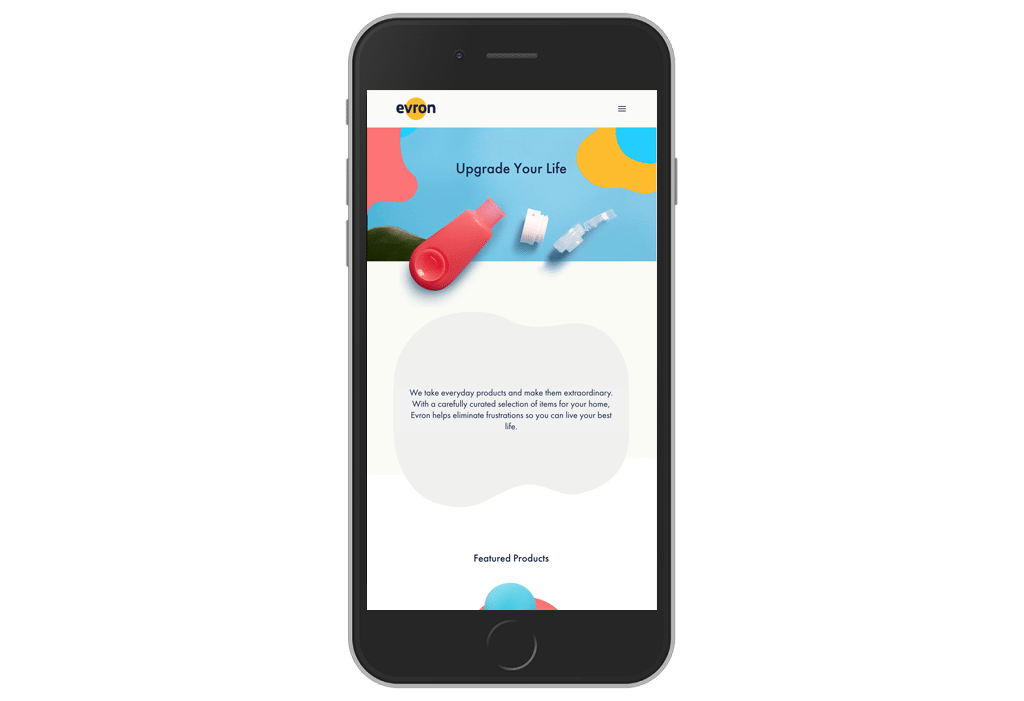 evron
Upgrade Your Life
We take everyday products and make them extraordinary.
With a carefully curated selection of items for your home,
Evron helps eliminate frustrations so you can live your best
life.
Featured Products